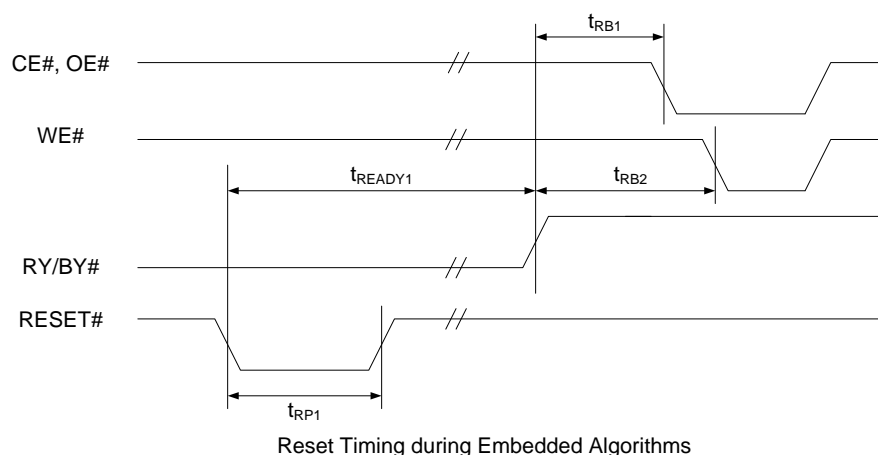 tRB1
CE#, OE#
WE#
tREADY1
tRB2
RY/BY#
RESET#
tRP1
Reset Timing during Embedded Algorithms